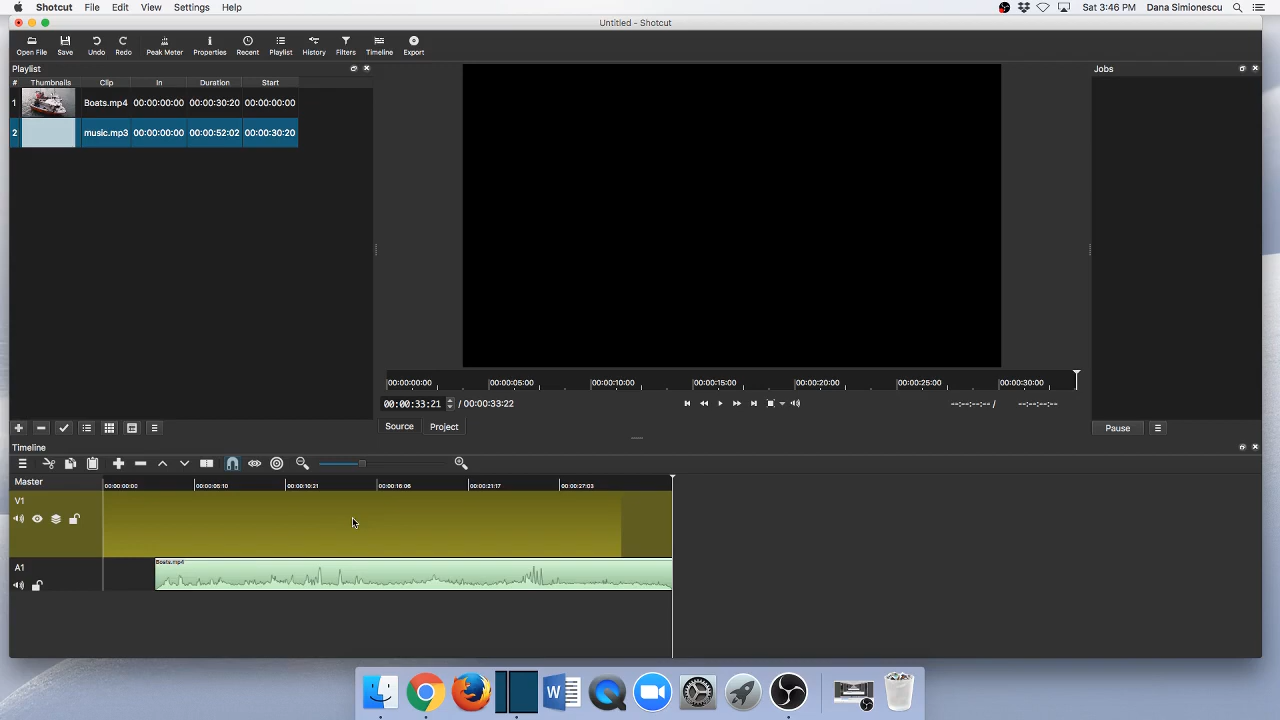 Shotcut File Edit View Settings Help
Sat 3:46 PM Dana Simionescu
Untitled - Shotcut
Open File Save Undo Redo Peak Meter Properties Recent Playlist History Filters Timeline Export
Playlist
Jobs
# Thumbnails Clip In Duration Start
1 Boats.mp4 00:00:00:00 00:00:30:20 00:00:00:00
2 music.mp3 00:00:00:00 00:00:52:02 00:00:30:20
00:00:00:00 00:00:05:00 00:00:10:00 00:00:15:00 00:00:20:00 00:00:25:00 00:00:30:00
00:00:33:21 / 00:00:33:22 --:--:--:-- / --:--:--:--
Source Project
Pause
Timeline
Master
00:00:00:00 00:00:05:10 00:00:10:21 00:00:16:06 00:00:21:17 00:00:27:03
V1
A1
Boats.mp4